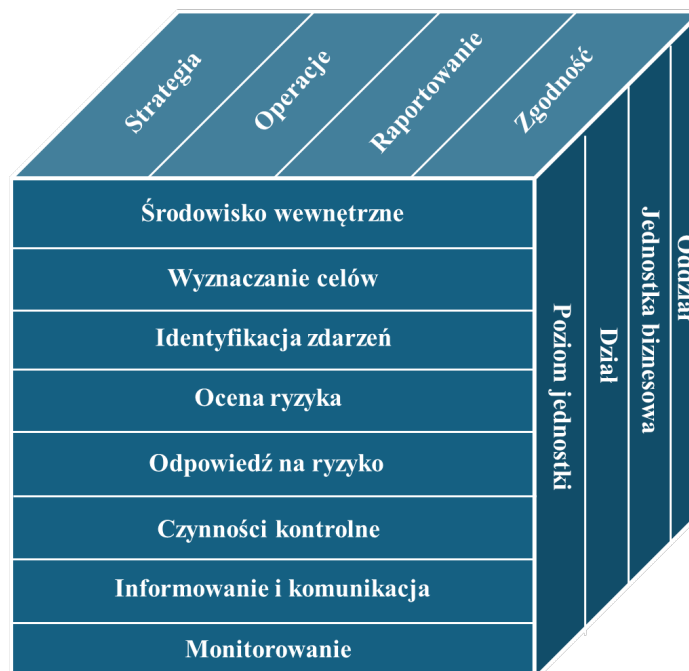 Strategia
Operacje
Raportowanie
Zgodność
Środowisko wewnętrzne
Wyznaczanie celów
Identyfikacja zdarzeń
Ocena ryzyka
Odpowiedź na ryzyko
Czynności kontrolne
Informowanie i komunikacja
Monitorowanie
Poziom jednostki
Dział
Jednostka biznesowa
Oddział